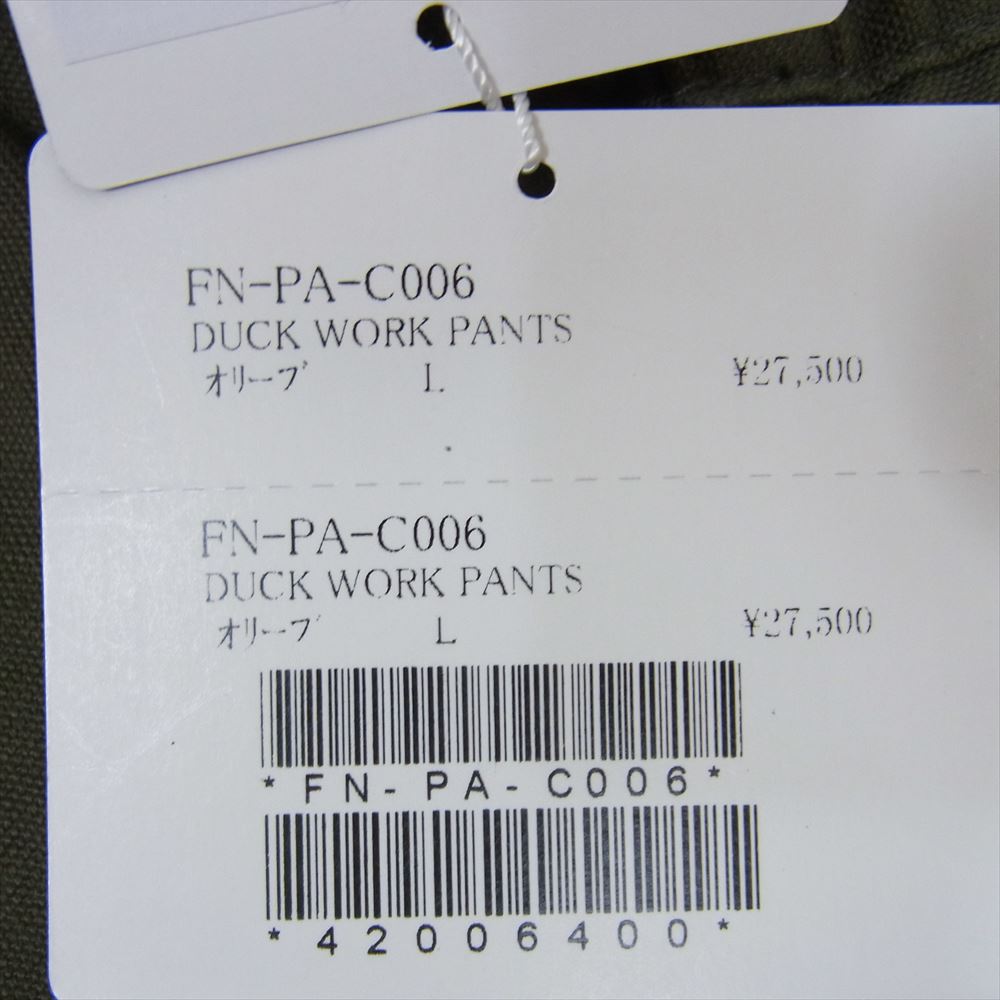 FN-PA-C006
DUCK WORK PANTS
オリーブ L ¥27,500
FN-PA-C006
DUCK WORK PANTS
オリーブ L ¥27,500
*FN-PA-C006*
*42006400*